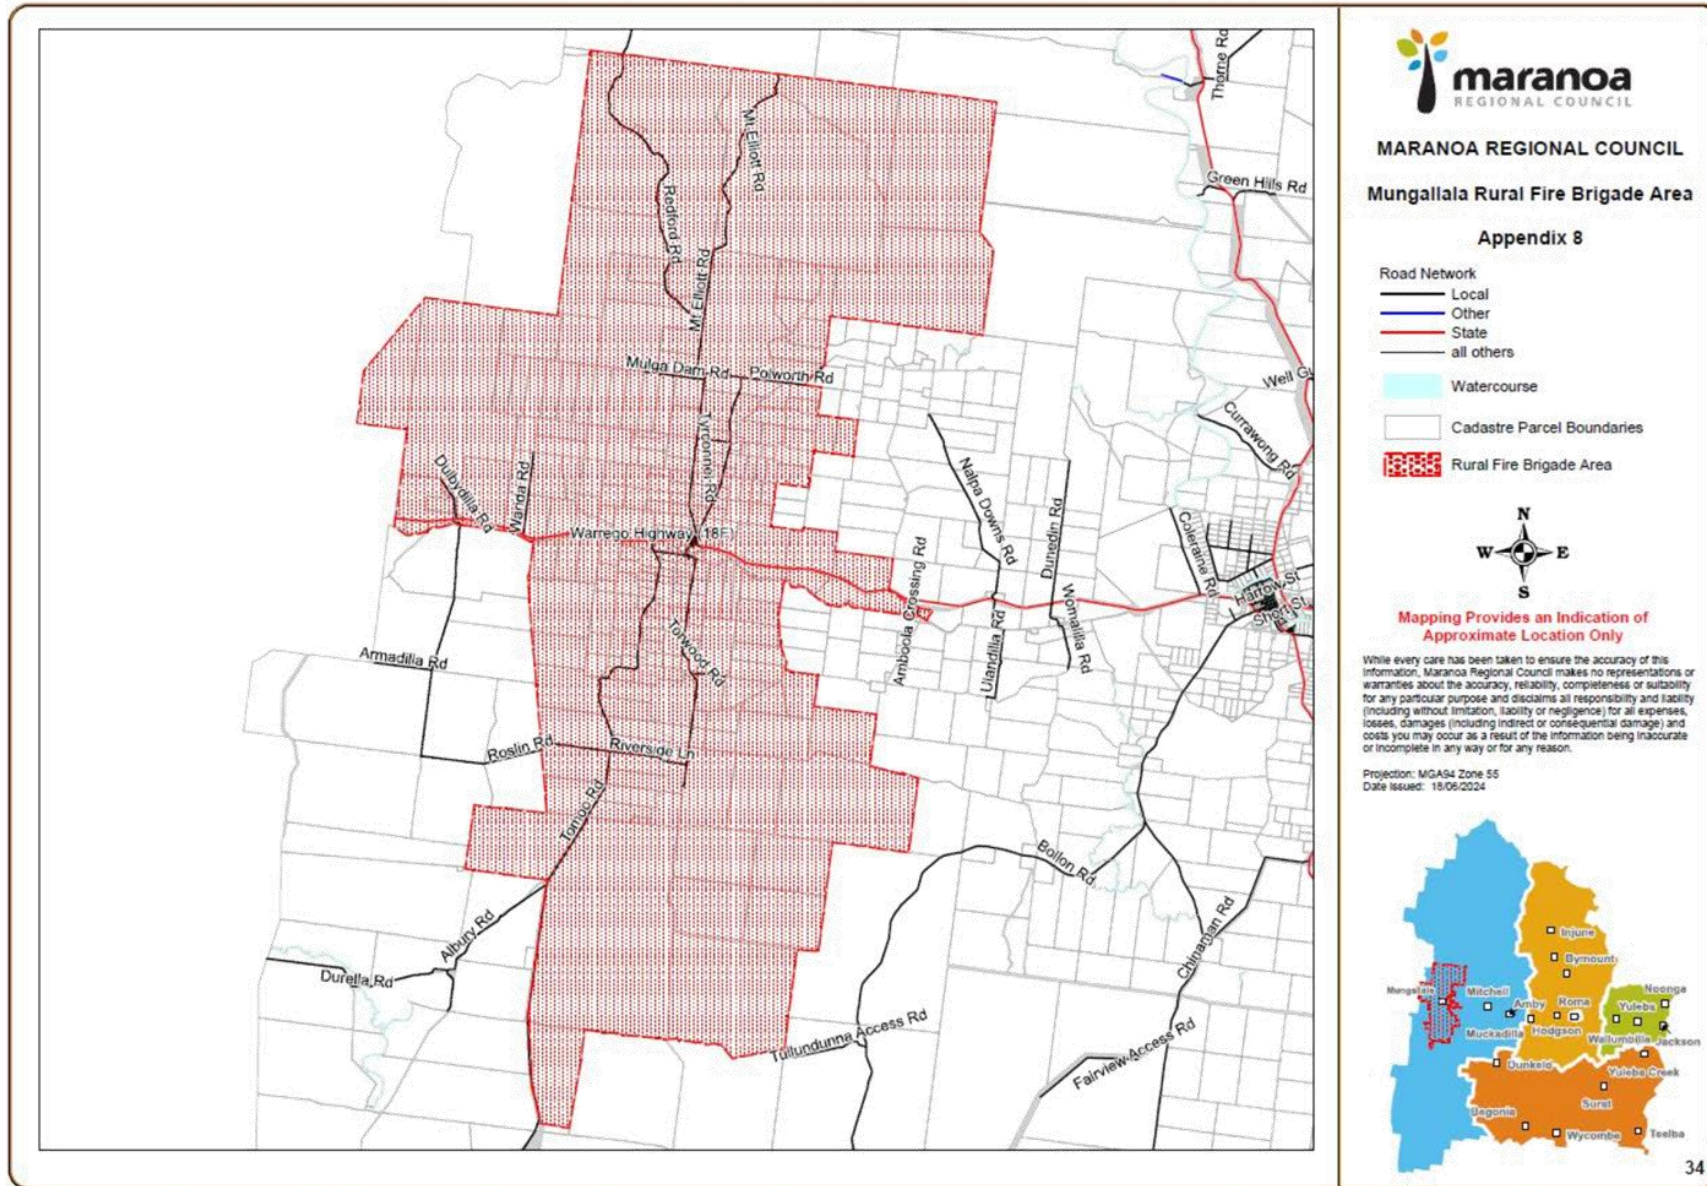 Thorne Rd
Green Hills Rd
Mt Elliott Rd
Redford Rd
Mt Elliott Rd
Mulga Dam Rd
Polworth Rd
Well Gu
Currawong Rd
Tyrconnel Rd
Nalpa Downs Rd
Dunedin Rd
Dulbydilla Rd
Wanda Rd
Warrego Highway (18F)
Coleraine Rd
Amboola Crossing Rd
Womalilla Rd
Harrow St
Short St
Torwood Rd
Ulandilla Rd
Armadilla Rd
Roslin Rd
Riverside Ln
Tomoo Rd
Bollon Rd
Albury Rd
Chinaman Rd
Durella Rd
Tullundunna Access Rd
Fairview Access Rd
maranoa
REGIONAL COUNCIL
MARANOA REGIONAL COUNCIL
Mungallala Rural Fire Brigade Area
Appendix 8
Road Network
Local
Other
State
all others
Watercourse
Cadastre Parcel Boundaries
Rural Fire Brigade Area
N
W E
S
Mapping Provides an Indication of
Approximate Location Only
While every care has been taken to ensure the accuracy of this
information, Maranoa Regional Council makes no representations or
warranties about the accuracy, reliability, completeness or suitability
for any particular purpose and disclaims all responsibility and liability
(including without limitation, liability or negligence) for all expenses,
losses, damages (including indirect or consequential damage) and
costs you may occur as a result of the information being inaccurate
or incomplete in any way or for any reason.
Projection: MGA94 Zone 55
Date Issued: 18/06/2024
Injune
Bymount
Mungallala
Mitchell
Amby
Roma
Noonga
Yuleba
Muckadilla
Hodgson
Wallumbilla
Jackson
Dunkeld
Yuleba Creek
Surat
Begonia
Wycombe
Teelba
34